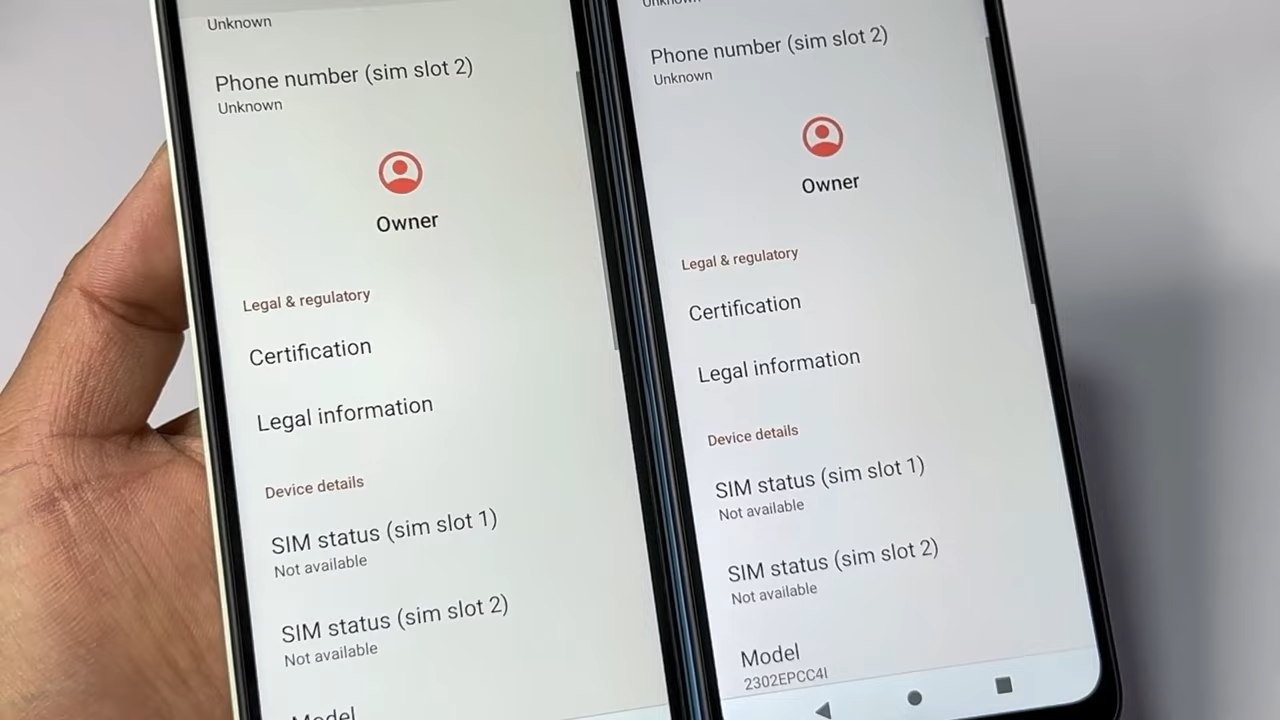 Unknown
Phone number (sim slot 2)
Unknown
Owner
Legal & regulatory
Certification
Legal information
Device details
SIM status (sim slot 1)
Not available
SIM status (sim slot 2)
Not available
Model
Unknown
Phone number (sim slot 2)
Unknown
Owner
Legal & regulatory
Certification
Legal information
Device details
SIM status (sim slot 1)
Not available
SIM status (sim slot 2)
Not available
Model
2302EPCC4I